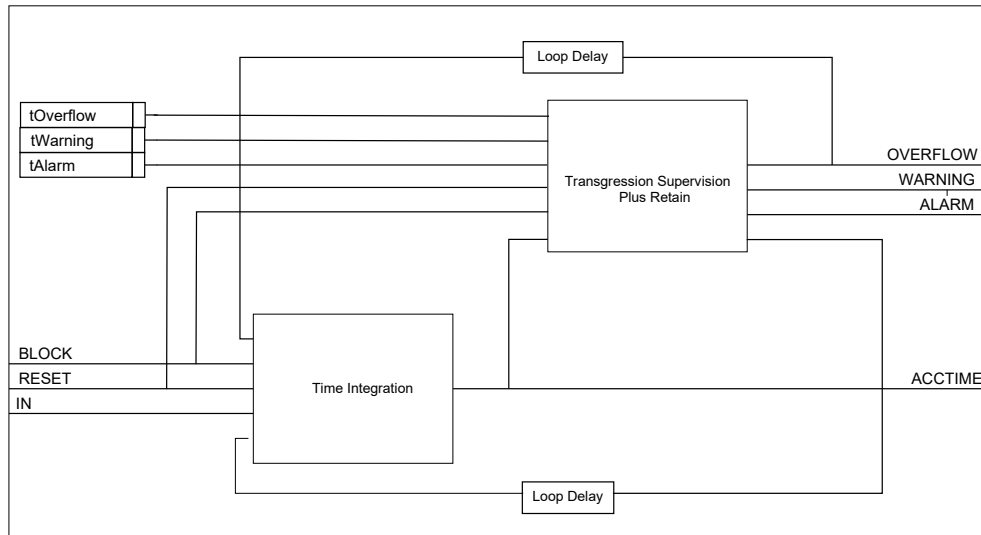 Loop Delay
tOverflow
tWarning
tAlarm
Transgression Supervision
Plus Retain
OVERFLOW
WARNING
ALARM
BLOCK
RESET
IN
Time Integration
ACCTIME
Loop Delay